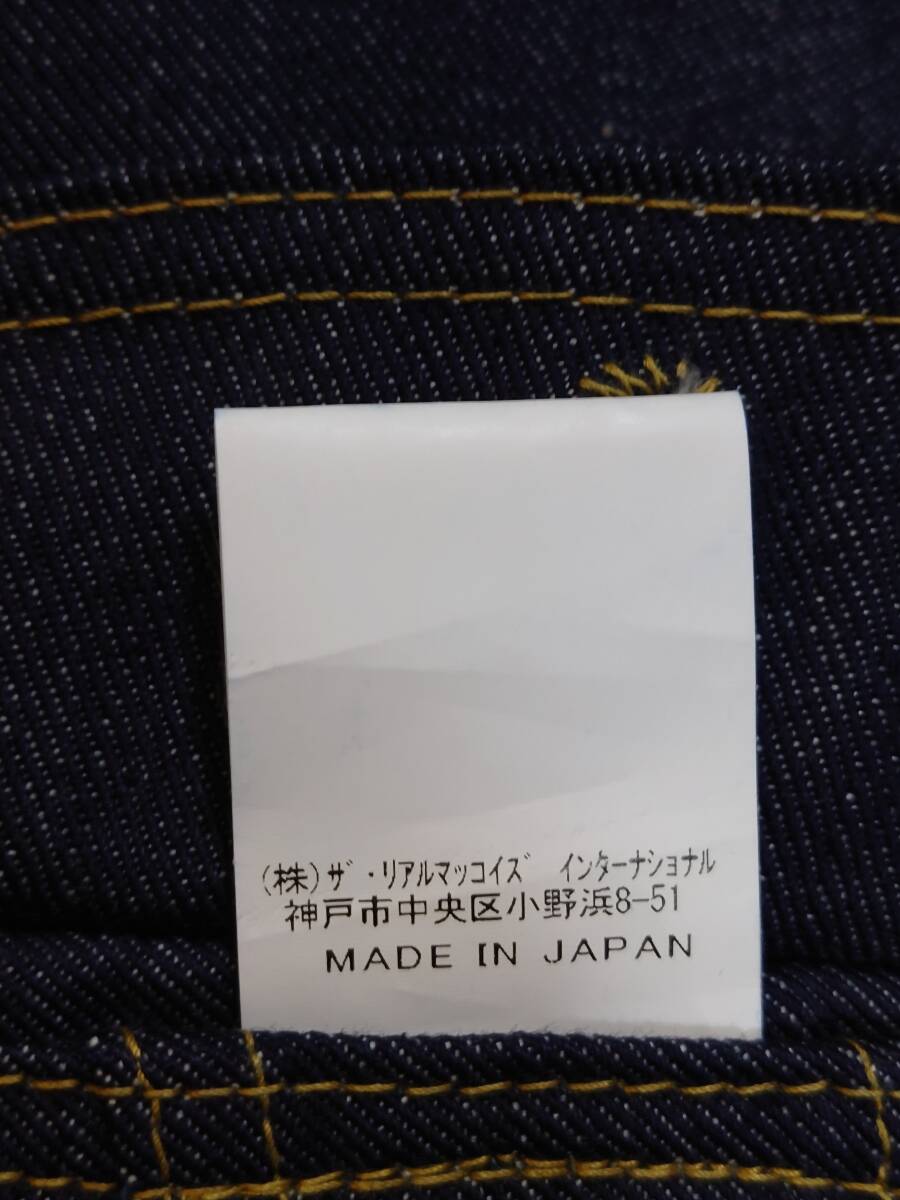 (株)ｻﾞ・ﾘｱﾙﾏｯｺｲｽﾞ ｲﾝﾀｰﾅｼｮﾅﾙ
神戸市中央区小野浜8-51
MADE IN JAPAN